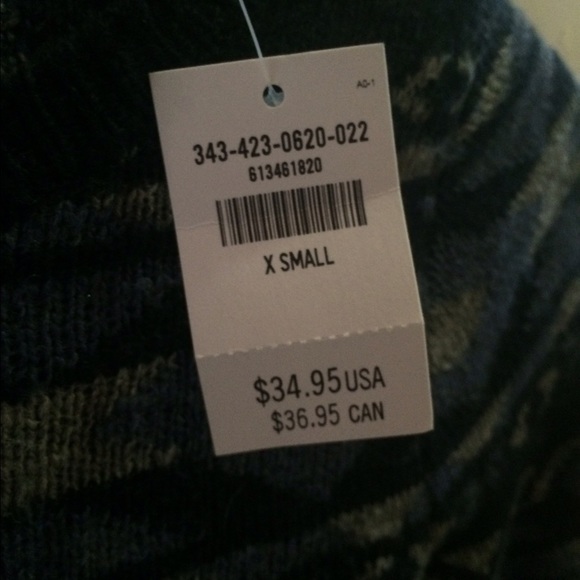 AG-1
343-423-0620-022
613461820
X SMALL
$34.95 USA
$36.95 CAN